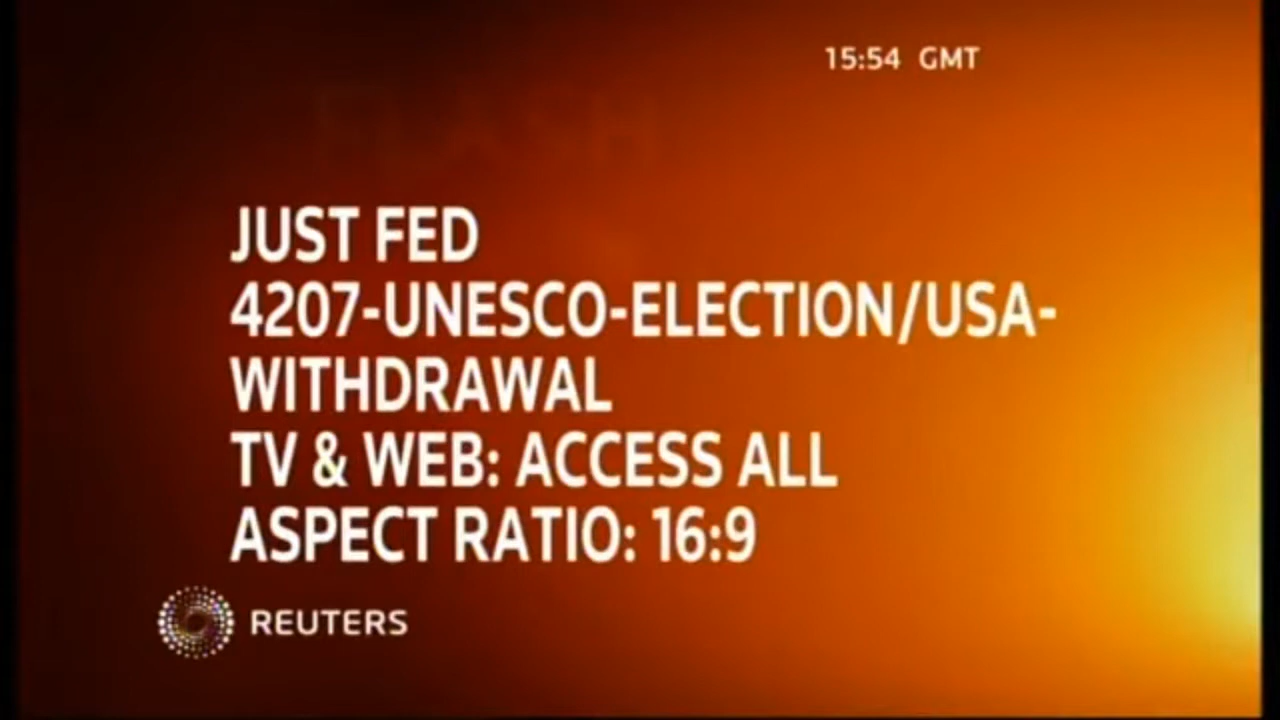 15:54 GMT
FLASH
JUST FED
4207-UNESCO-ELECTION/USA-
WITHDRAWAL
TV & WEB: ACCESS ALL
ASPECT RATIO: 16:9
REUTERS